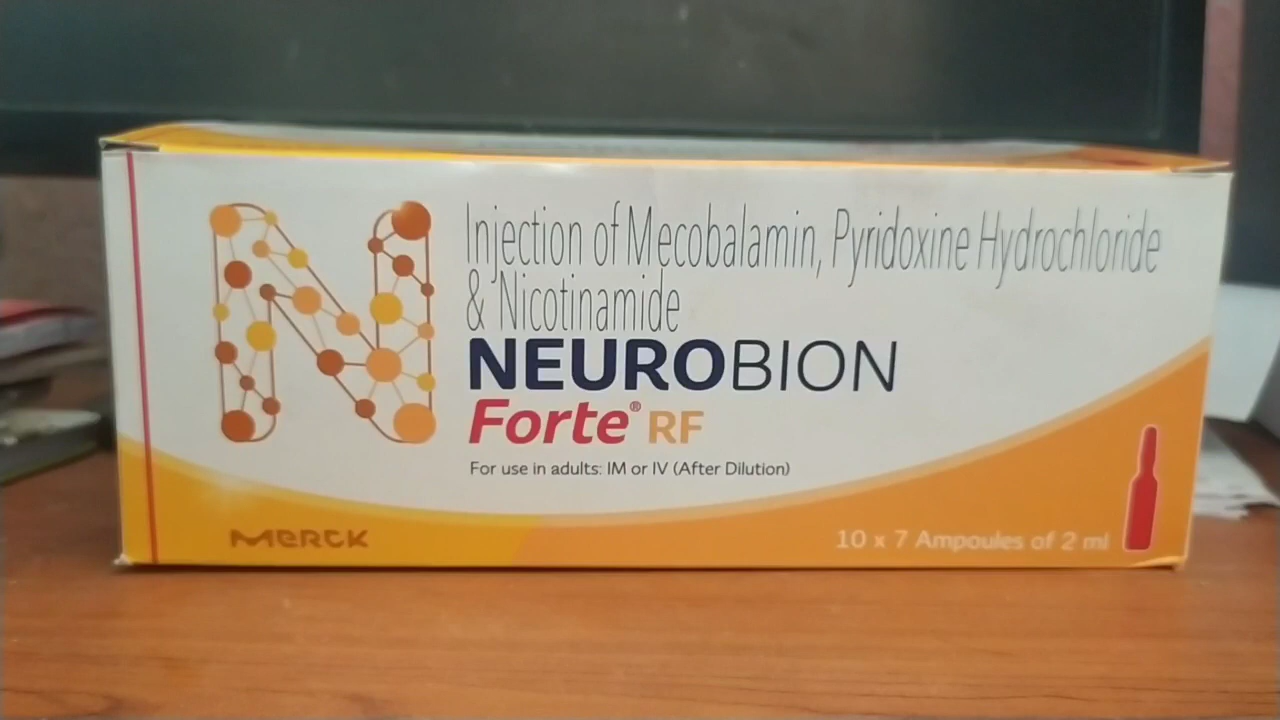 Injection of Mecobalamin, Pyridoxine Hydrochloride
& Nicotinamide
NEUROBION
Forte® RF
For use in adults: IM or IV (After Dilution)
MERCK
10 x 7 Ampoules of 2 ml